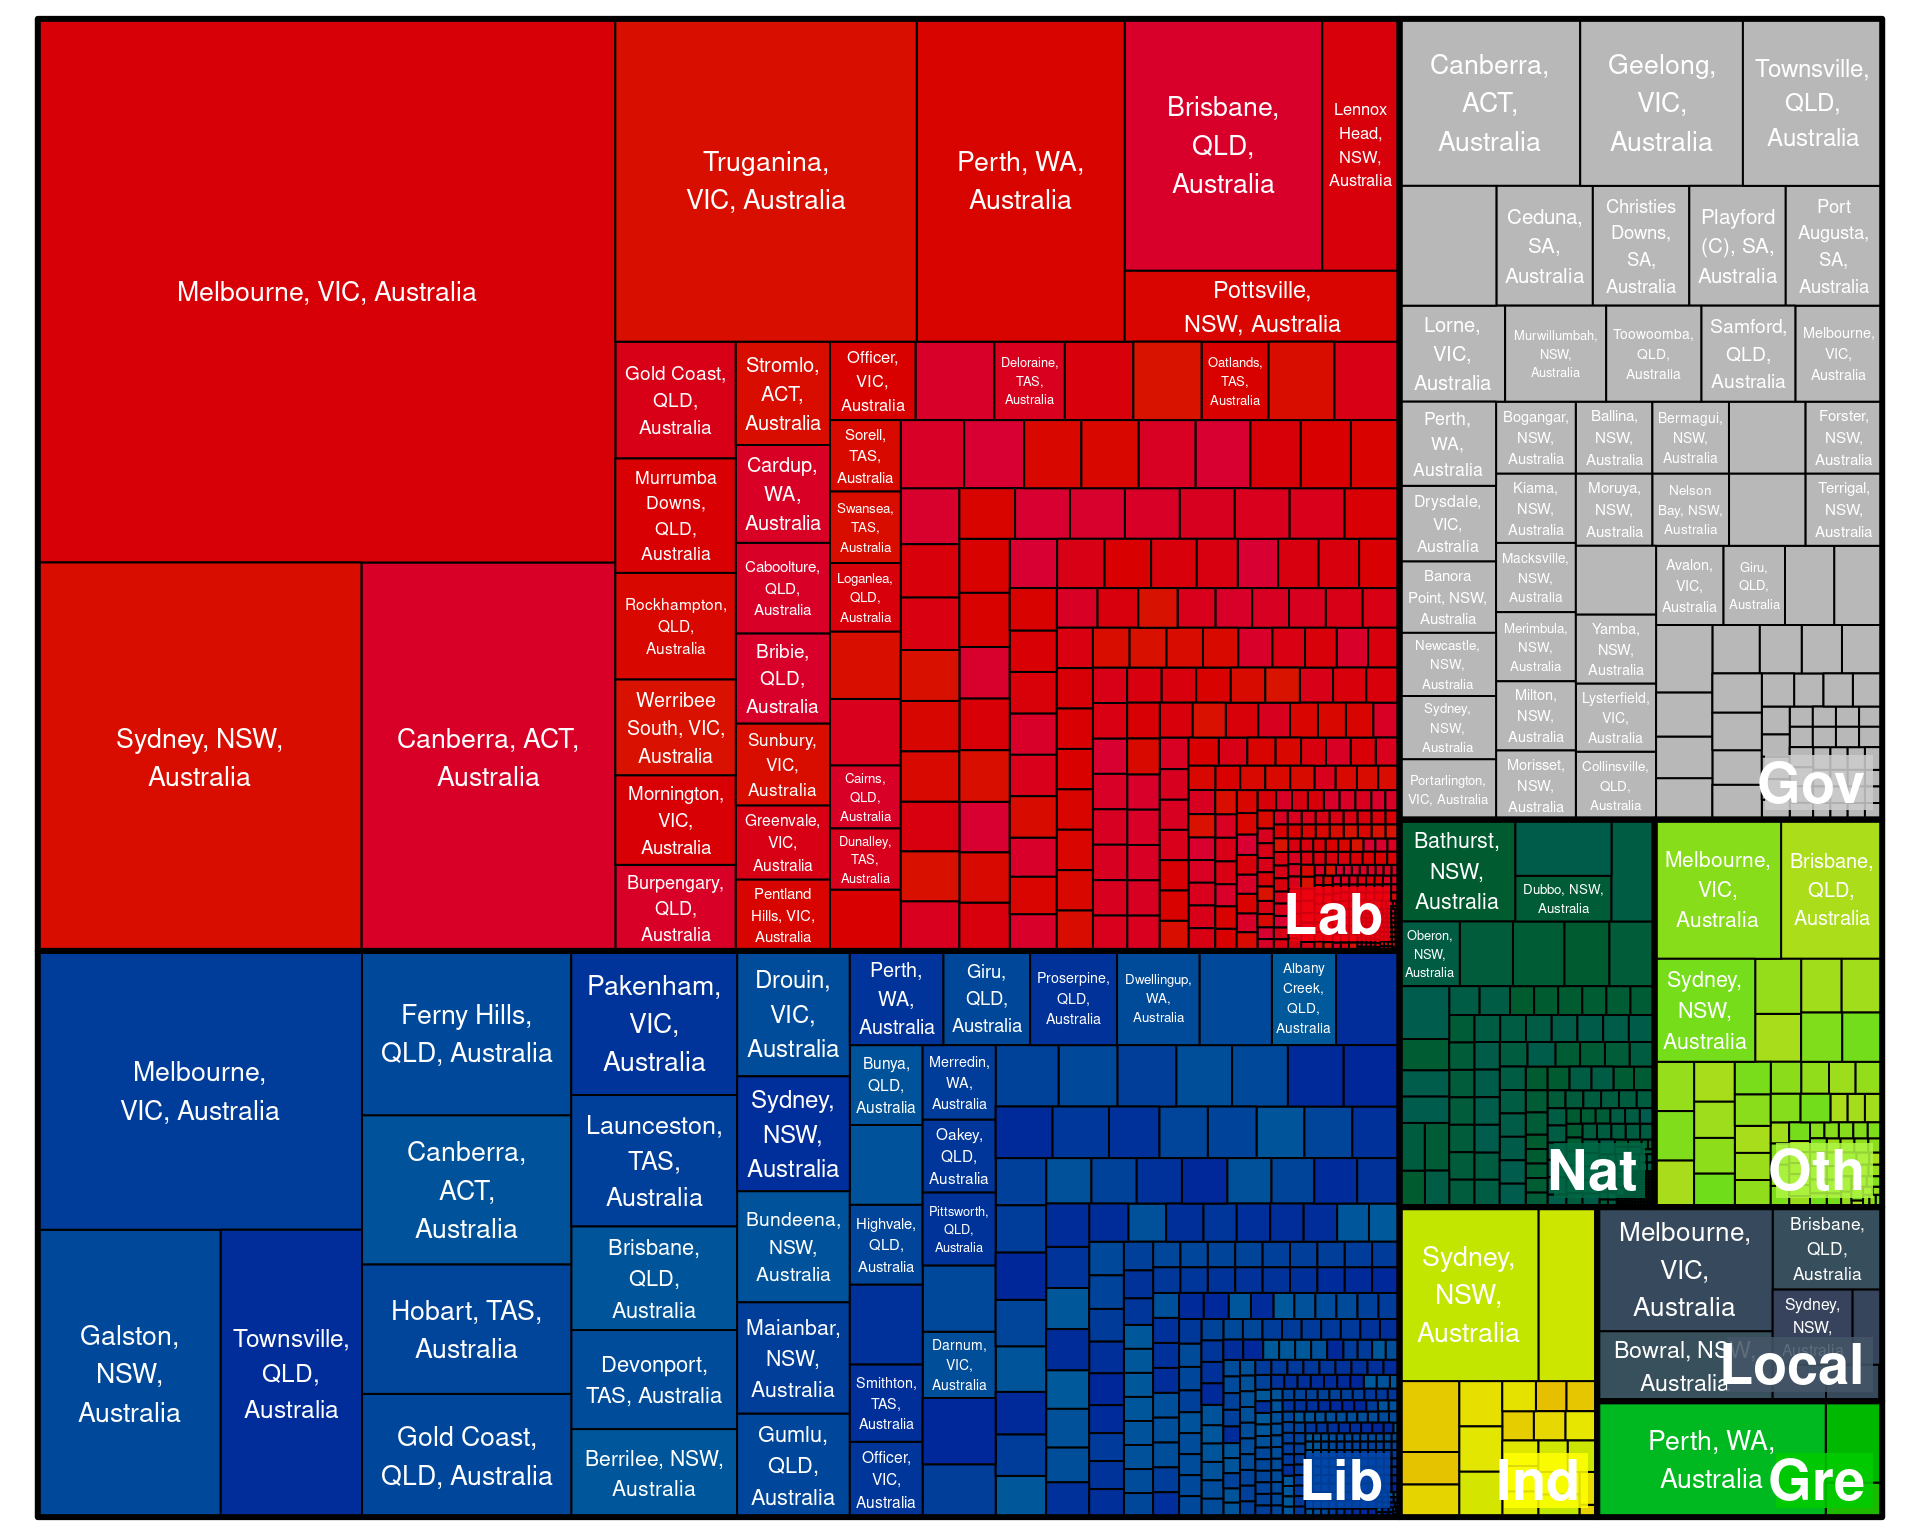 Melbourne, VIC, Australia
Truganina,
VIC, Australia
Perth, WA,
Australia
Brisbane,
QLD,
Australia
Lennox
Head,
NSW,
Australia
Pottsville,
NSW, Australia
Sydney, NSW,
Australia
Canberra, ACT,
Australia
Gold Coast,
QLD,
Australia
Murrumba
Downs,
QLD,
Australia
Rockhampton,
QLD,
Australia
Werribee
South, VIC,
Australia
Mornington,
VIC,
Australia
Burpengary,
QLD,
Australia
Stromlo,
ACT,
Australia
Cardup,
WA,
Australia
Caboolture,
QLD,
Australia
Bribie,
QLD,
Australia
Sunbury,
VIC,
Australia
Greenvale,
VIC,
Australia
Pentland
Hills, VIC,
Australia
Officer,
VIC,
Australia
Deloraine,
TAS,
Australia
Oatlands,
TAS,
Australia
Sorell,
TAS,
Australia
Swansea,
TAS,
Australia
Loganlea,
QLD,
Australia
Cairns,
QLD,
Australia
Dunalley,
TAS,
Australia
Lab
Canberra,
ACT,
Australia
Geelong,
VIC,
Australia
Townsville,
QLD,
Australia
Ceduna,
SA,
Australia
Christies
Downs,
SA,
Australia
Playford
(C), SA,
Australia
Port
Augusta,
SA,
Australia
Lorne,
VIC,
Australia
Murwillumbah,
NSW,
Australia
Toowoomba,
QLD,
Australia
Samford,
QLD,
Australia
Melbourne,
VIC,
Australia
Perth,
WA,
Australia
Bogangar,
NSW,
Australia
Ballina,
NSW,
Australia
Bermagui,
NSW,
Australia
Forster,
NSW,
Australia
Drysdale,
VIC,
Australia
Kiama,
NSW,
Australia
Moruya,
NSW,
Australia
Nelson
Bay, NSW,
Australia
Terrigal,
NSW,
Australia
Banora
Point, NSW,
Australia
Macksville,
NSW,
Australia
Avalon,
VIC,
Australia
Giru,
QLD,
Australia
Newcastle,
NSW,
Australia
Merimbula,
NSW,
Australia
Yamba,
NSW,
Australia
Sydney,
NSW,
Australia
Milton,
NSW,
Australia
Lysterfield,
VIC,
Australia
Portarlington,
VIC, Australia
Morisset,
NSW,
Australia
Collinsville,
QLD,
Australia
Gov
Melbourne,
VIC, Australia
Galston,
NSW,
Australia
Townsville,
QLD,
Australia
Ferny Hills,
QLD, Australia
Canberra,
ACT,
Australia
Hobart, TAS,
Australia
Gold Coast,
QLD, Australia
Pakenham,
VIC,
Australia
Launceston,
TAS,
Australia
Brisbane,
QLD,
Australia
Devonport,
TAS, Australia
Berrilee, NSW,
Australia
Drouin,
VIC,
Australia
Sydney,
NSW,
Australia
Bundeena,
NSW,
Australia
Maianbar,
NSW,
Australia
Gumlu,
QLD,
Australia
Perth,
WA,
Australia
Giru,
QLD,
Australia
Proserpine,
QLD,
Australia
Dwellingup,
WA,
Australia
Albany
Creek,
QLD,
Australia
Bunya,
QLD,
Australia
Merredin,
WA,
Australia
Oakey,
QLD,
Australia
Highvale,
QLD,
Australia
Pittsworth,
QLD,
Australia
Darnum,
VIC,
Australia
Smithton,
TAS,
Australia
Officer,
VIC,
Australia
Lib
Bathurst,
NSW,
Australia
Dubbo, NSW,
Australia
Oberon,
NSW,
Australia
Nat
Melbourne,
VIC,
Australia
Brisbane,
QLD,
Australia
Sydney,
NSW,
Australia
Oth
Sydney,
NSW,
Australia
Ind
Melbourne,
VIC,
Australia
Brisbane,
QLD,
Australia
Sydney,
NSW,
Australia
Bowral, NSW,
Australia
Local
Perth, WA,
Australia
Gre